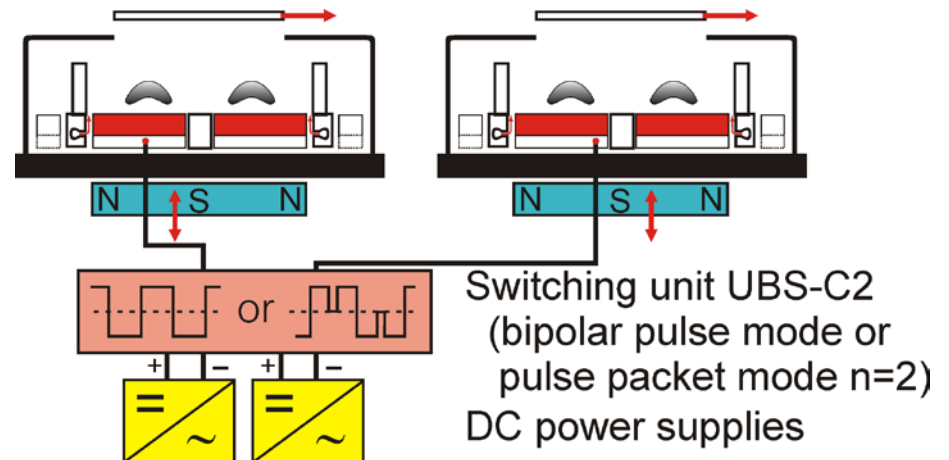 N S N
N S N
or
Switching unit UBS-C2
(bipolar pulse mode or
pulse packet mode n=2)
+ − + −
= ~ = ~
DC power supplies